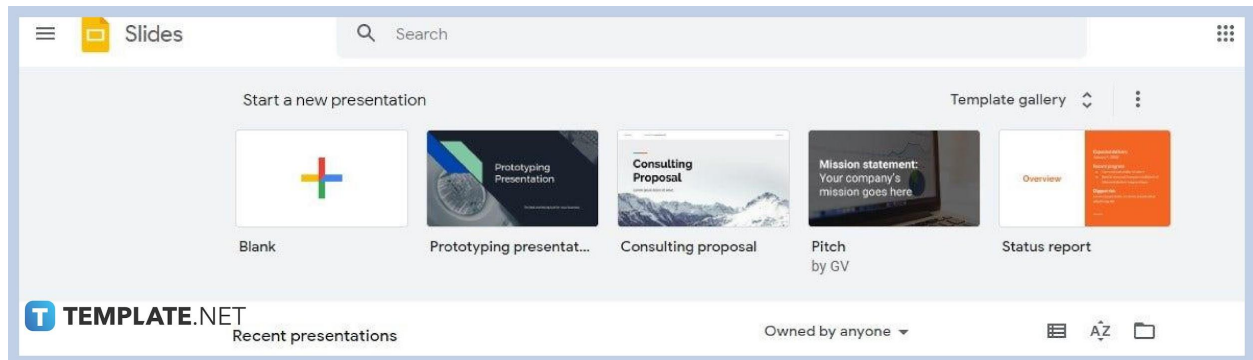 Slides
Search
Start a new presentation
Template gallery
Prototyping
Presentation
Consulting
Proposal
Mission statement:
Your company's
mission goes here
Overview
Blank
Prototyping presentat...
Consulting proposal
Pitch
by GV
Status report
T TEMPLATE.NET
Recent presentations
Owned by anyone
AZ